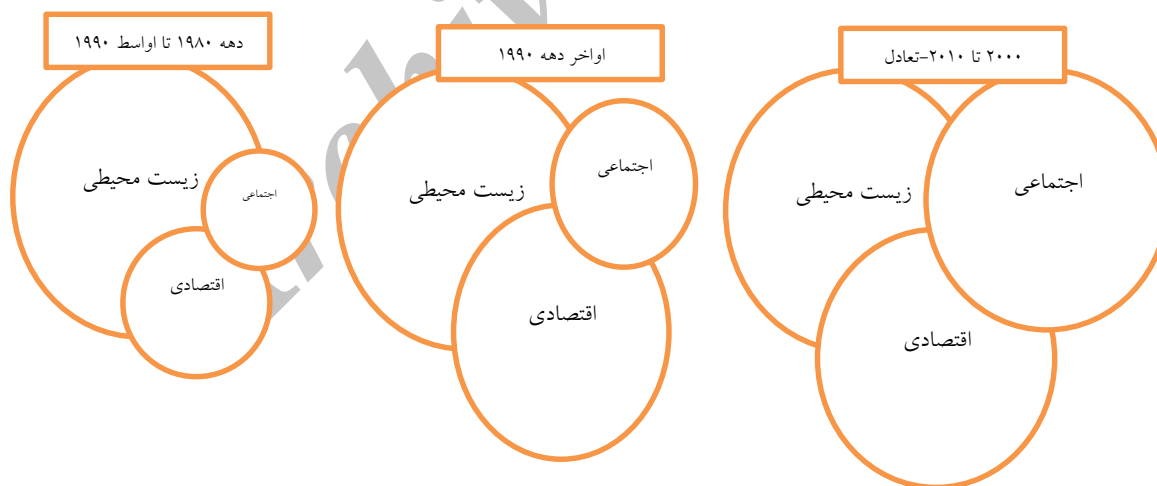 دهه ۱۹۸۰ تا اواسط ۱۹۹۰
زیست محیطی
اجتماعی
اقتصادی
اواخر دهه ۱۹۹۰
زیست محیطی
اجتماعی
اقتصادی
۲۰۰۰ تا ۲۰۱۰-تعادل
زیست محیطی
اجتماعی
اقتصادی